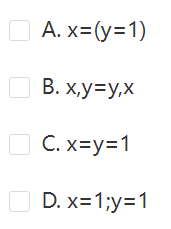 A. x=(y=1)
B. x,y=y,x
C. x=y=1
D. x=1;y=1